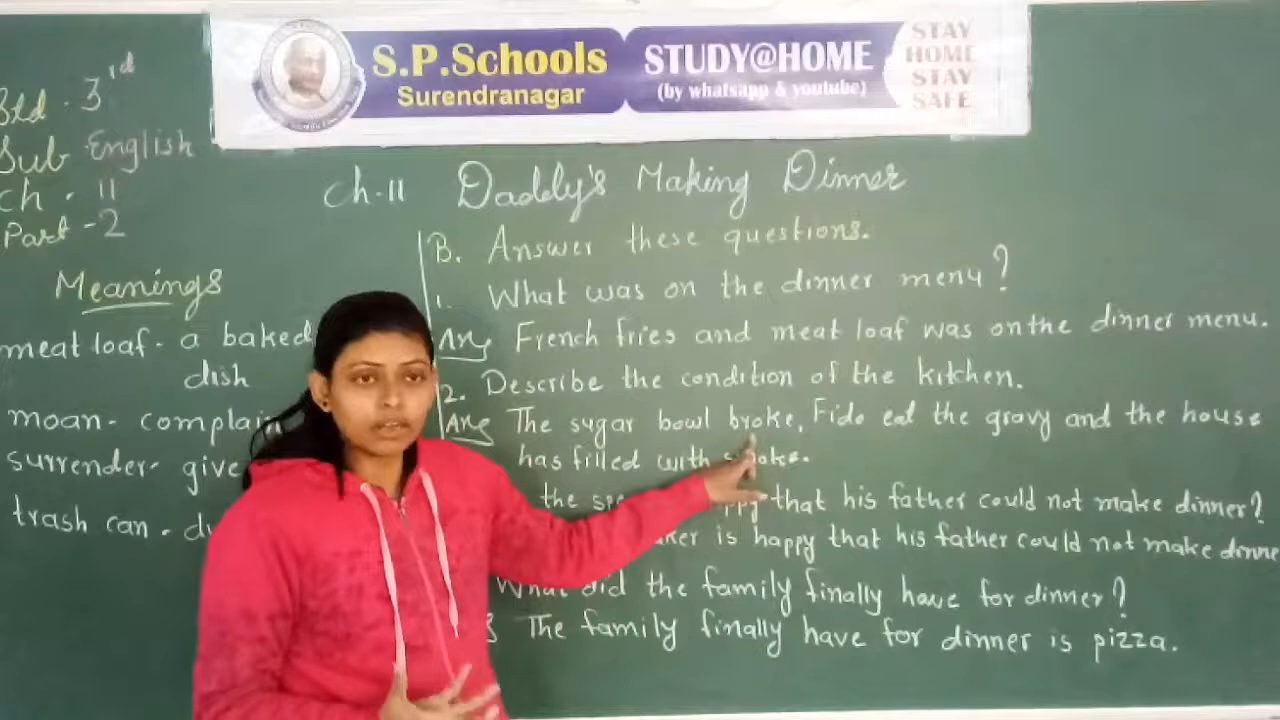 S.P.Schools
Surendranagar
STUDY@HOME
(by whatsapp & youtube)
STAY
HOME
STAY
SAFE
Std - 3rd
Sub English
Ch - 11
Part - 2
Ch-11 Daddy's Making Dinner
Meanings
meat loaf - a baked
dish
moan - complain
surrender - give
trash can - du
B. Answer these questions.
1. What was on the dinner menu?
Ans French fries and meat loaf was on the dinner menu.
2. Describe the condition of the kitchen.
Ans The sugar bowl broke, Fido eat the gravy and the house
has filled with
the that his father could not make dinner?
is happy that his father could not make dinne
What did the family finally have for dinner?
The family finally have for dinner is pizza.